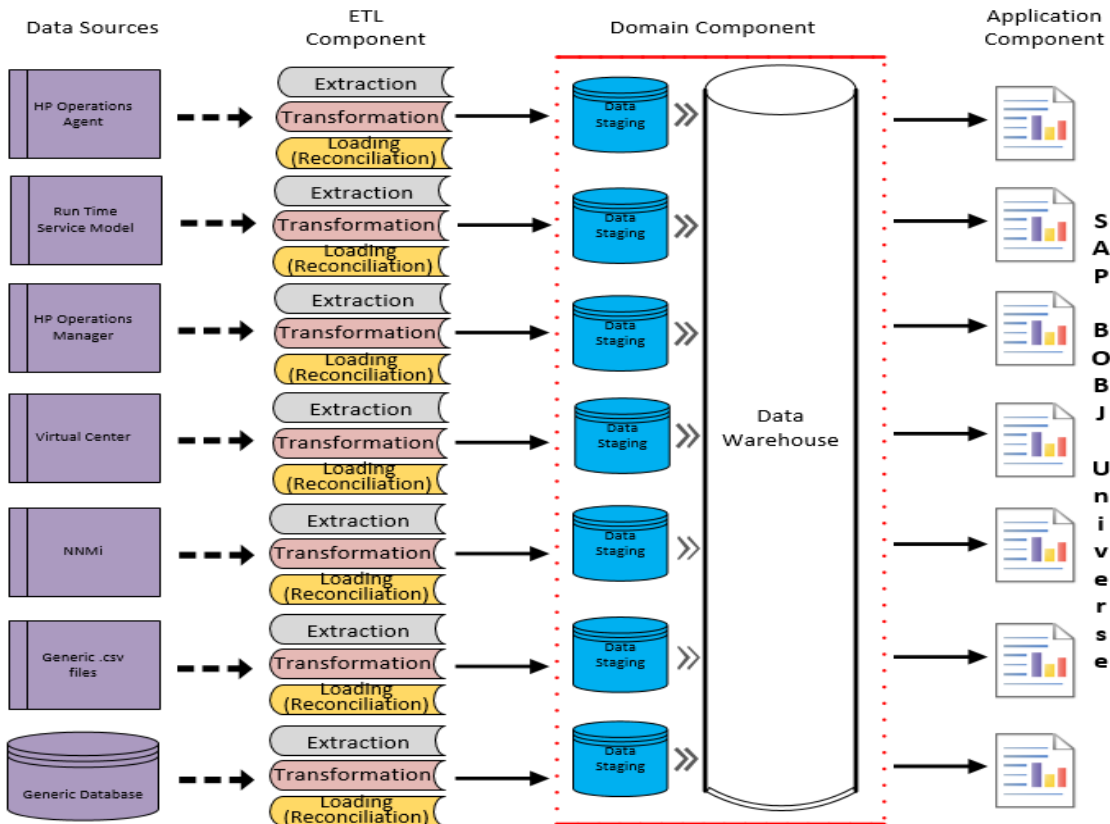 Data Sources
ETL
Component
Domain Component
Application
Component
HP Operations
Agent
Extraction
Transformation
Loading
(Reconciliation)
Data
Staging
Run Time
Service Model
Extraction
Transformation
Loading
(Reconciliation)
Data
Staging
HP Operations
Manager
Extraction
Transformation
Loading
(Reconciliation)
Data
Staging
Virtual Center
Extraction
Transformation
Loading
(Reconciliation)
Data
Staging
NNMi
Extraction
Transformation
Loading
(Reconciliation)
Data
Staging
Generic .csv
files
Extraction
Transformation
Loading
(Reconciliation)
Data
Staging
Generic Database
Extraction
Transformation
Loading
(Reconciliation)
Data
Staging
Data
Warehouse
SAP BOBJ Universe